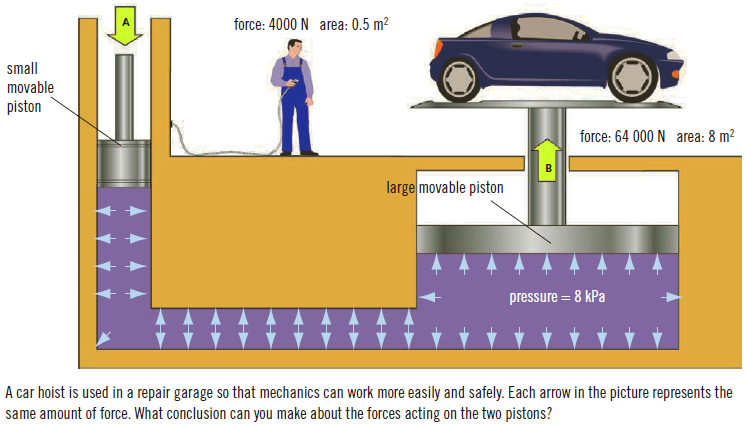 A
force: 4000 N   area: 0.5 m²
small
movable
piston
force: 64 000 N   area: 8 m²
B
large movable piston
pressure = 8 kPa
A car hoist is used in a repair garage so that mechanics can work more easily and safely. Each arrow in the picture represents the
same amount of force. What conclusion can you make about the forces acting on the two pistons?